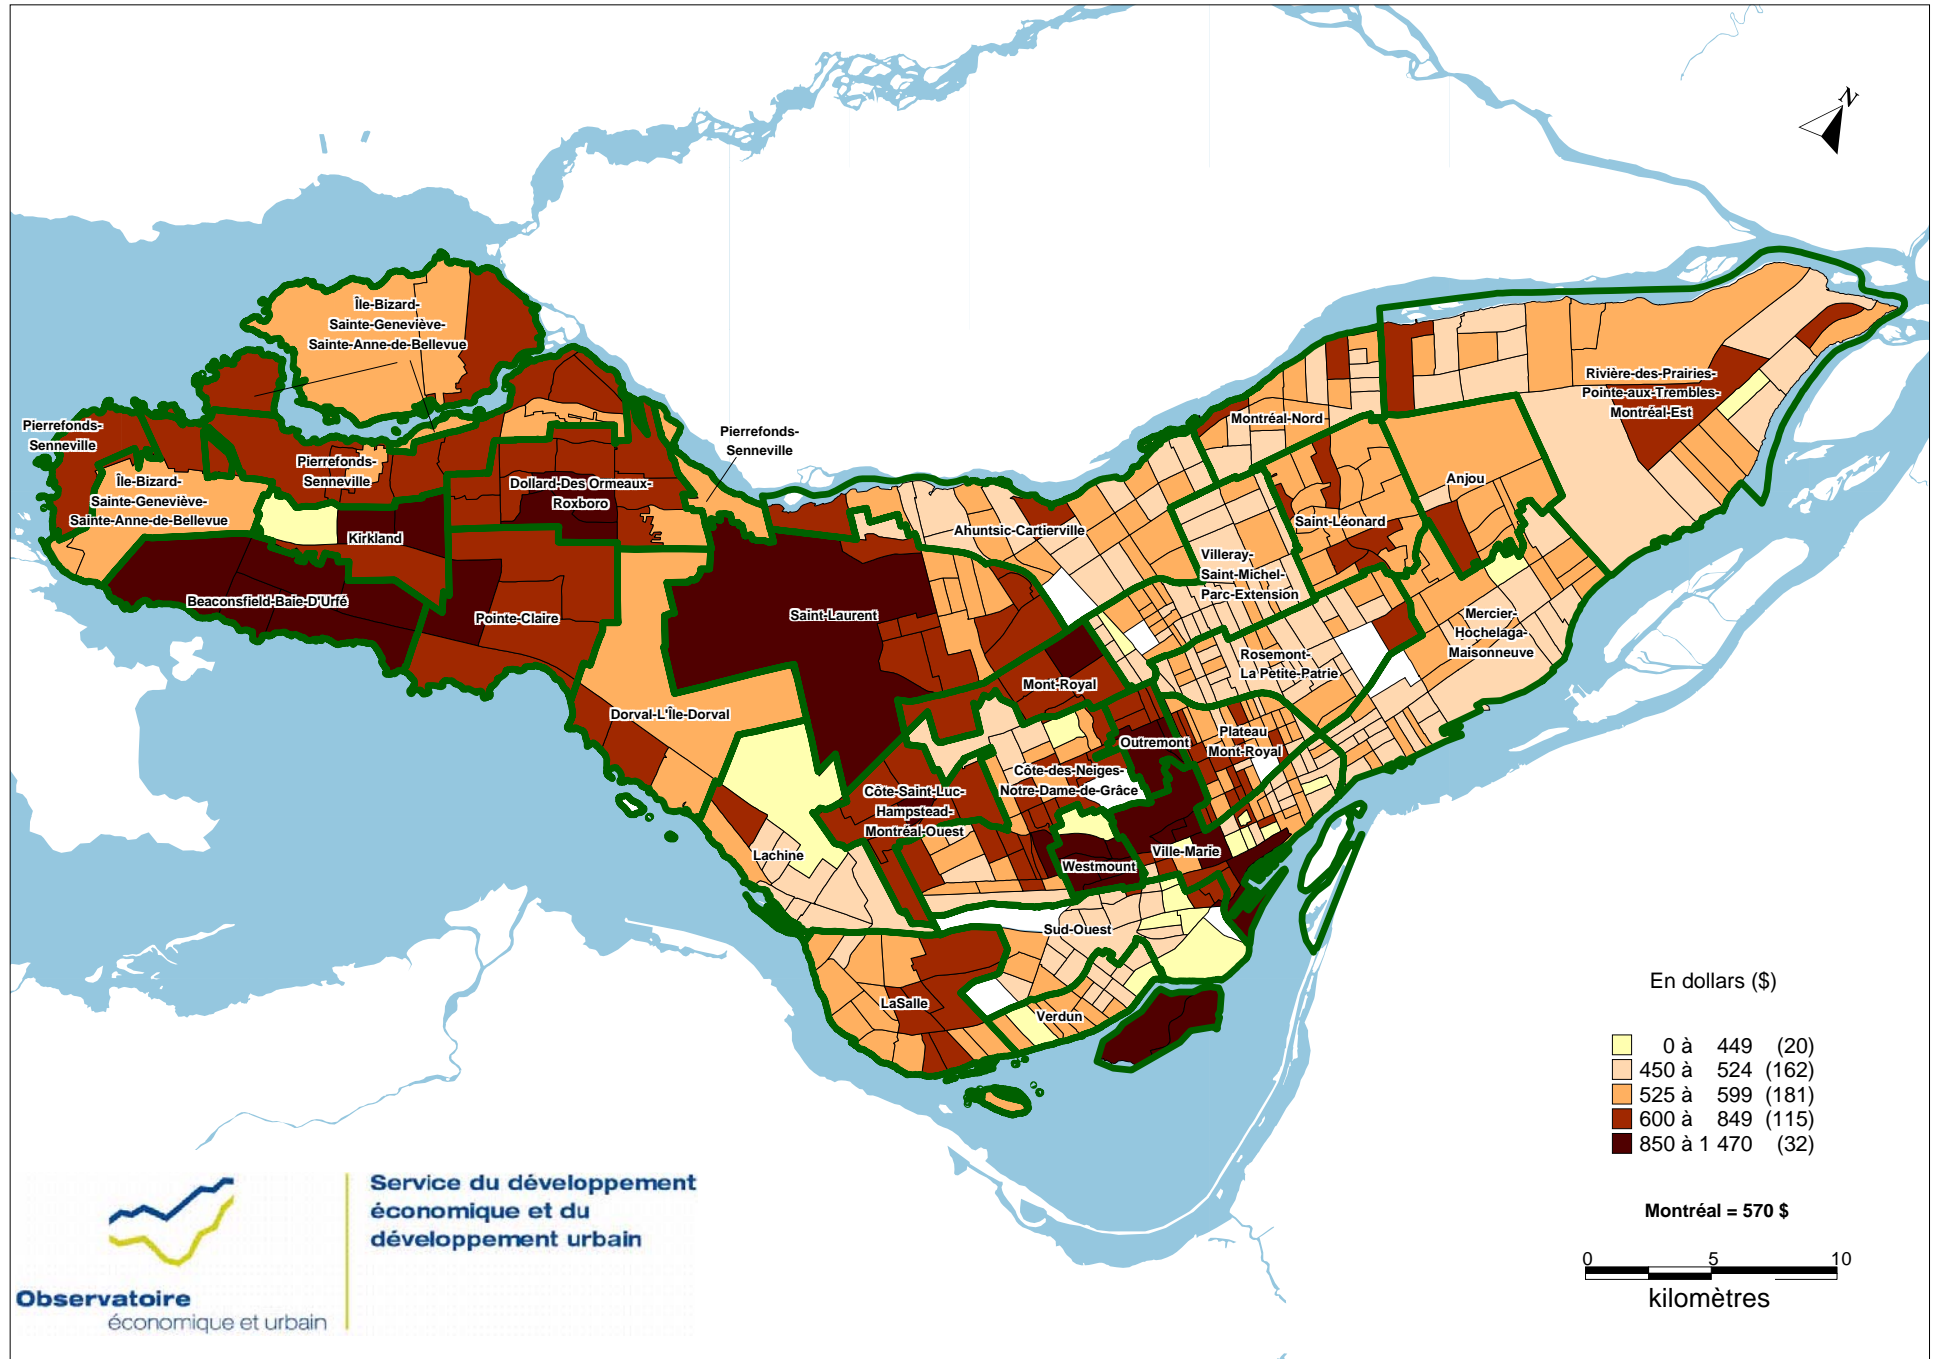 N
Île-Bizard-
Sainte-Geneviève-
Sainte-Anne-de-Bellevue
Pierrefonds-
Senneville
Pierrefonds-
Senneville
Île-Bizard-
Sainte-Geneviève-
Sainte-Anne-de-Bellevue
Pierrefonds-
Senneville
Dollard-Des Ormeaux-
Roxboro
Kirkland
Beaconsfield-Baie-D'Urfé
Pointe-Claire
Saint-Laurent
Dorval-L'Île-Dorval
Lachine
Ahuntsic-Cartierville
Montréal-Nord
Rivière-des-Prairies-
Pointe-aux-Trembles-
Montréal-Est
Anjou
Saint-Léonard
Villeray-
Saint-Michel-
Parc-Extension
Mercier-
Hochelaga-
Maisonneuve
Rosemont-
La Petite-Patrie
Mont-Royal
Outremont
Plateau
Mont-Royal
Côte-des-Neiges-
Notre-Dame-de-Grâce
Côte-Saint-Luc-
Hampstead-
Montréal-Ouest
Westmount
Ville-Marie
Sud-Ouest
LaSalle
Verdun
En dollars ($)
0 à 449 (20)
450 à 524 (162)
525 à 599 (181)
600 à 849 (115)
850 à 1 470 (32)
Montréal = 570 $
0 5 10
kilomètres
Service du développement
économique et du
développement urbain
Observatoire
économique et urbain